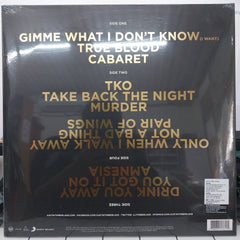 SIDE ONE
GIMME WHAT I DON'T KNOW (I WANT)
TRUE BLOOD
CABARET
SIDE TWO
TKO
TAKE BACK THE NIGHT
MURDER
SIDE THREE
DRINK YOU AWAY
YOU GOT IT ON
AMNESIA
SIDE FOUR
ONLY WHEN I WALK AWAY
NOT A BAD THING
PAIR OF WINGS